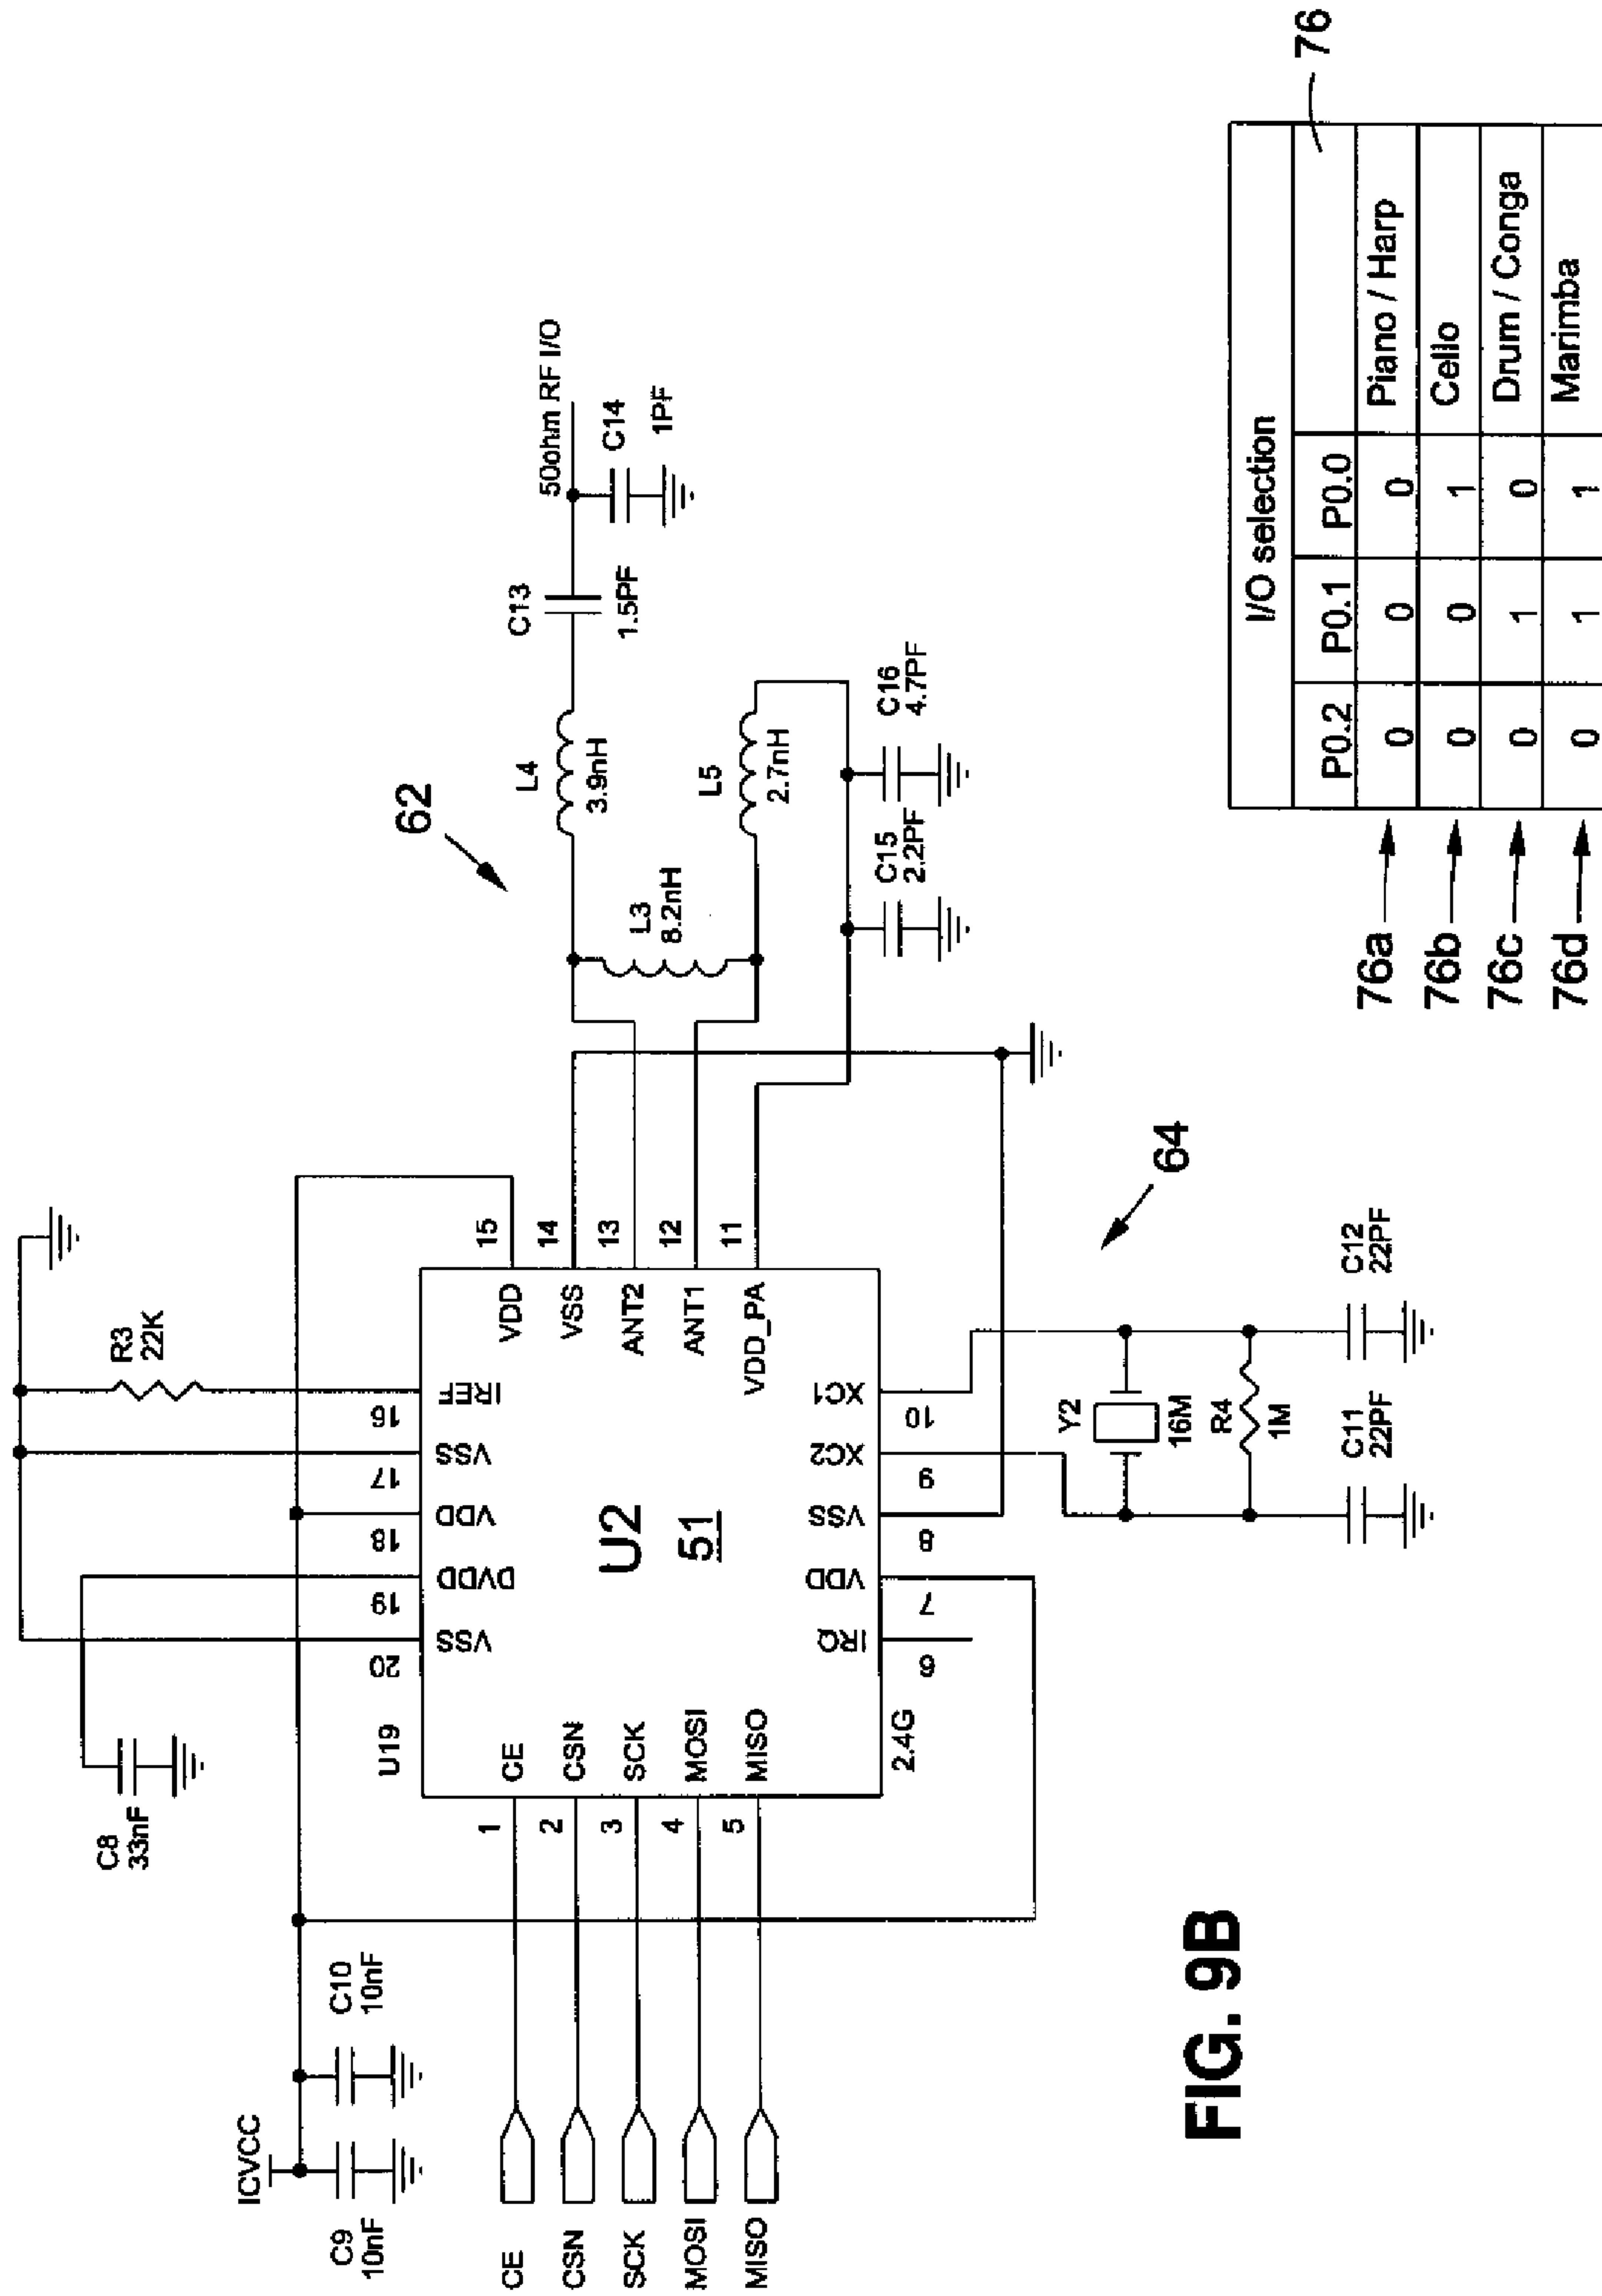 ICVCC
C9
10nF
C10
10nF
C8
33nF
R3
22K
U19
20
19
18
17
16
VSS
DVDD
VDD
VSS
IREF
CE
CSN
SCK
MOSI
MISO
1
2
3
4
5
CE
CSN
SCK
MOSI
MISO
U2
51
VDD
VSS
ANT2
ANT1
VDD_PA
15
14
13
12
11
2.4G
IRQ
VDD
VSS
XC2
XC1
6
7
8
9
10
62
L4
3.9nH
C13
1.5PF
50ohm RF I/O
C14
1PF
L3
8.2nH
L5
2.7nH
C15
2.2PF
C16
4.7PF
64
Y2
16M
R4
1M
C11
22PF
C12
22PF
FIG. 9B
I/O selection
P0.2 P0.1 P0.0
76
76a 0 0 0 Piano / Harp
76b 0 0 1 Cello
76c 0 1 0 Drum / Conga
76d 0 1 1 Marimba